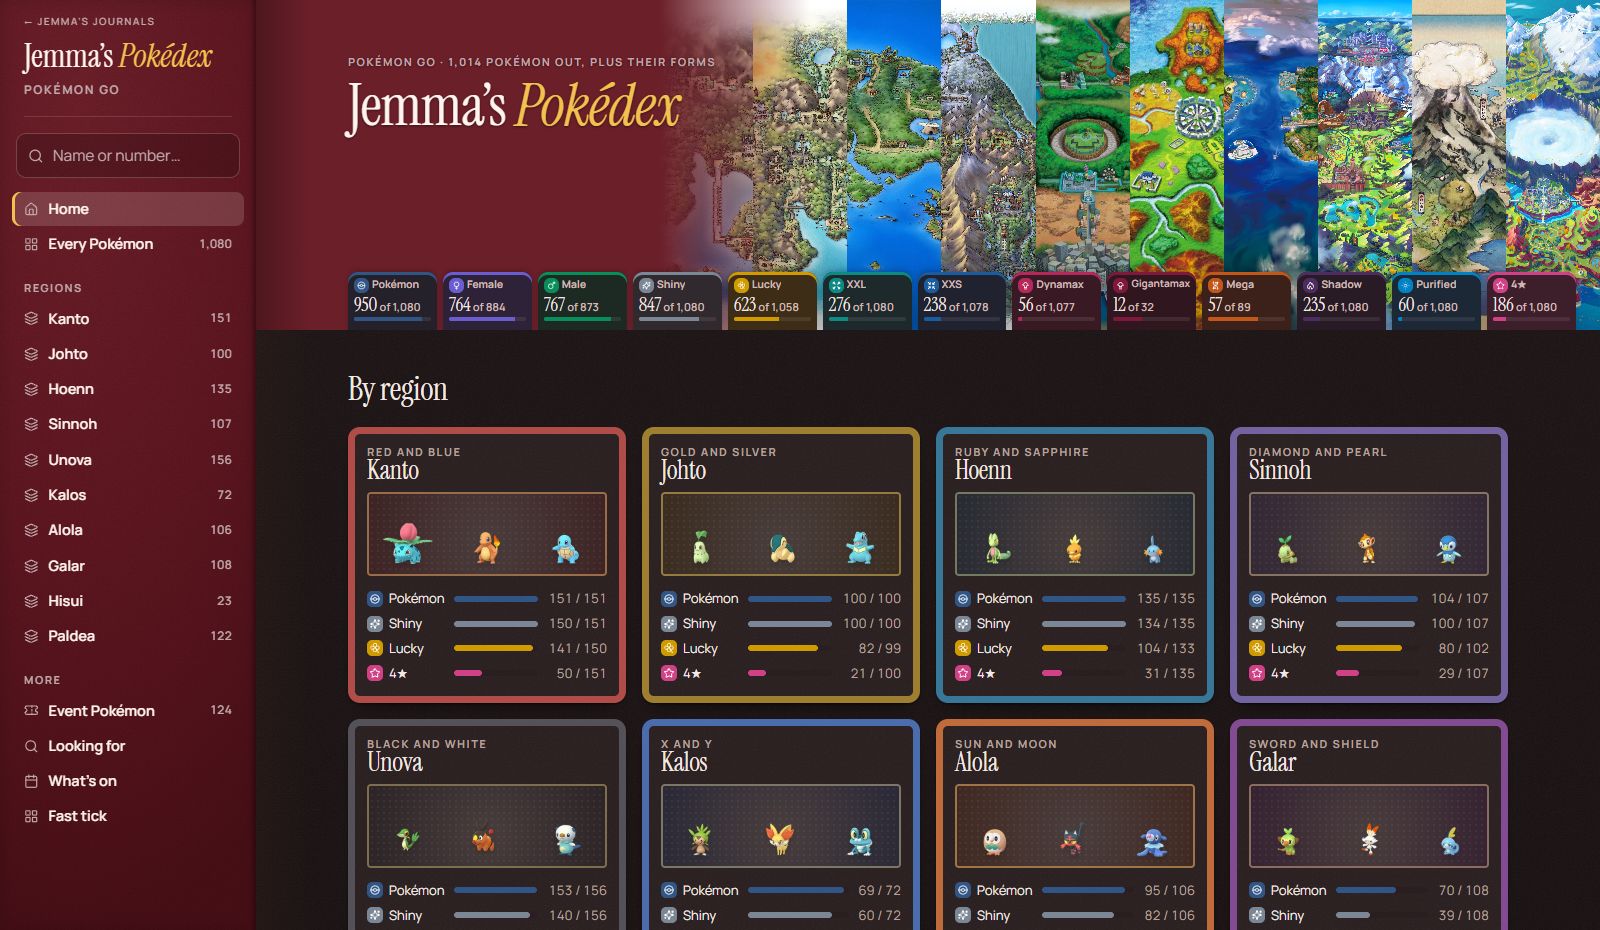 ← JEMMA'S JOURNALS
Jemma's Pokédex
POKÉMON GO
Name or number...
Home
Every Pokémon 1,080
REGIONS
Kanto 151
Johto 100
Hoenn 135
Sinnoh 107
Unova 156
Kalos 72
Alola 106
Galar 108
Hisui 23
Paldea 122
MORE
Event Pokémon 124
Looking for
What's on
Fast tick
POKÉMON GO · 1,014 POKÉMON OUT, PLUS THEIR FORMS
Jemma's Pokédex
Pokémon
950 of 1,080
Female
764 of 884
Male
767 of 873
Shiny
847 of 1,080
Lucky
623 of 1,058
XXL
276 of 1,080
XXS
238 of 1,078
Dynamax
56 of 1,077
Gigantamax
12 of 32
Mega
57 of 89
Shadow
235 of 1,080
Purified
60 of 1,080
4★
186 of 1,080
By region
RED AND BLUE
Kanto
Pokémon 151 / 151
Shiny 150 / 151
Lucky 141 / 150
4★ 50 / 151
GOLD AND SILVER
Johto
Pokémon 100 / 100
Shiny 100 / 100
Lucky 82 / 99
4★ 21 / 100
RUBY AND SAPPHIRE
Hoenn
Pokémon 135 / 135
Shiny 134 / 135
Lucky 104 / 133
4★ 31 / 135
DIAMOND AND PEARL
Sinnoh
Pokémon 104 / 107
Shiny 100 / 107
Lucky 80 / 102
4★ 29 / 107
BLACK AND WHITE
Unova
Pokémon 153 / 156
Shiny 140 / 156
X AND Y
Kalos
Pokémon 69 / 72
Shiny 60 / 72
SUN AND MOON
Alola
Pokémon 95 / 106
Shiny 82 / 106
SWORD AND SHIELD
Galar
Pokémon 70 / 108
Shiny 39 / 108